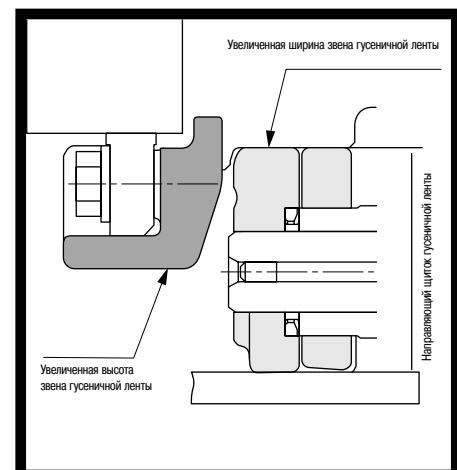 Увеличенная ширина звена гусеничной ленты
Направляющий щиток гусеничной ленты
Увеличенная высота
звена гусеничной ленты